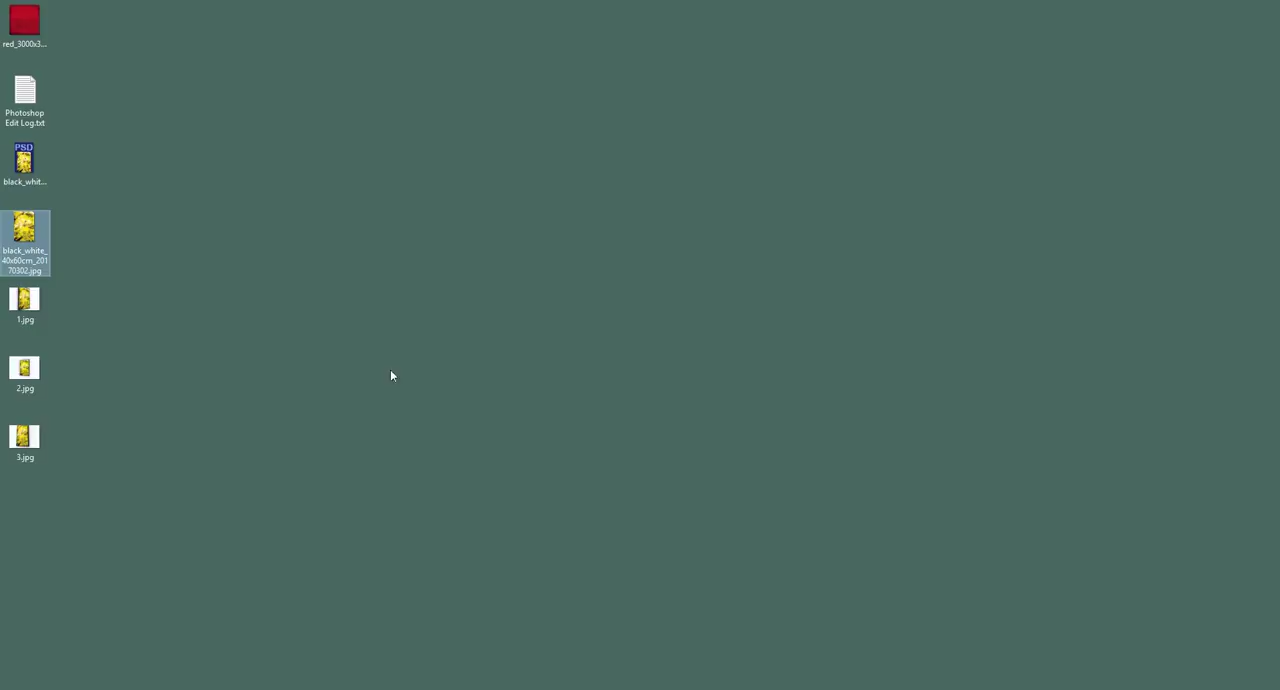 red_3000x3...
Photoshop
Edit Log.txt
PSD
black_whit...
black_white_
40x60cm_201
70302.jpg
1.jpg
2.jpg
3.jpg